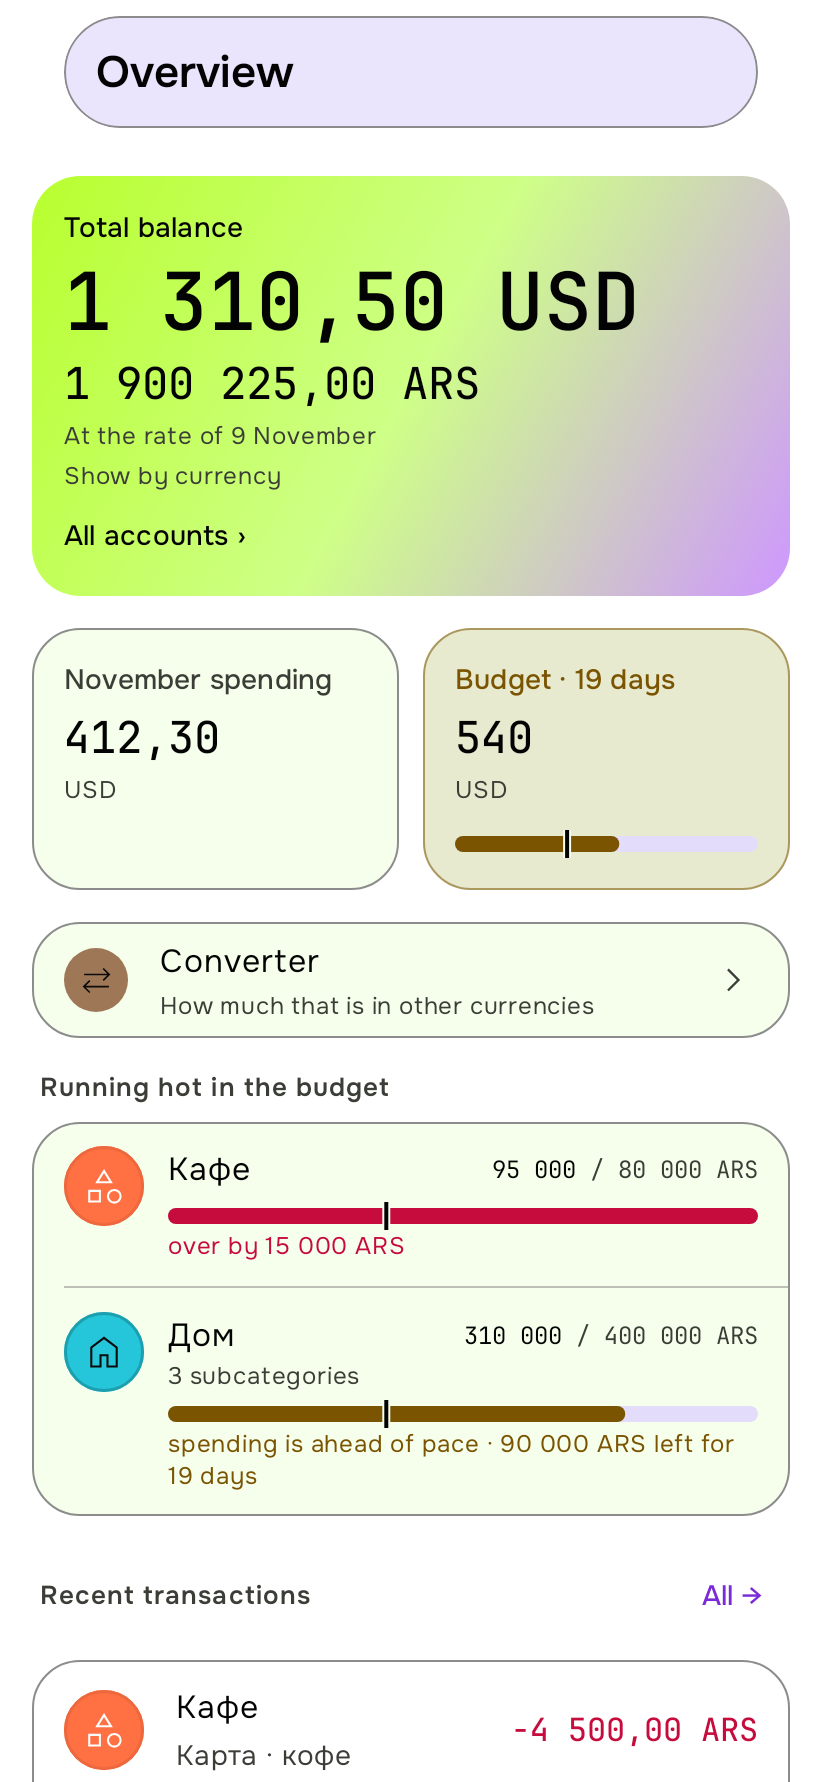 Overview
Total balance
1 310,50 USD
1 900 225,00 ARS
At the rate of 9 November
Show by currency
All accounts ›
November spending
412,30
USD
Budget · 19 days
540
USD
Converter
How much that is in other currencies
Running hot in the budget
Кафе 95 000 / 80 000 ARS
over by 15 000 ARS
Дом 310 000 / 400 000 ARS
3 subcategories
spending is ahead of pace · 90 000 ARS left for
19 days
Recent transactions All →
Кафе
-4 500,00 ARS
Карта · кофе